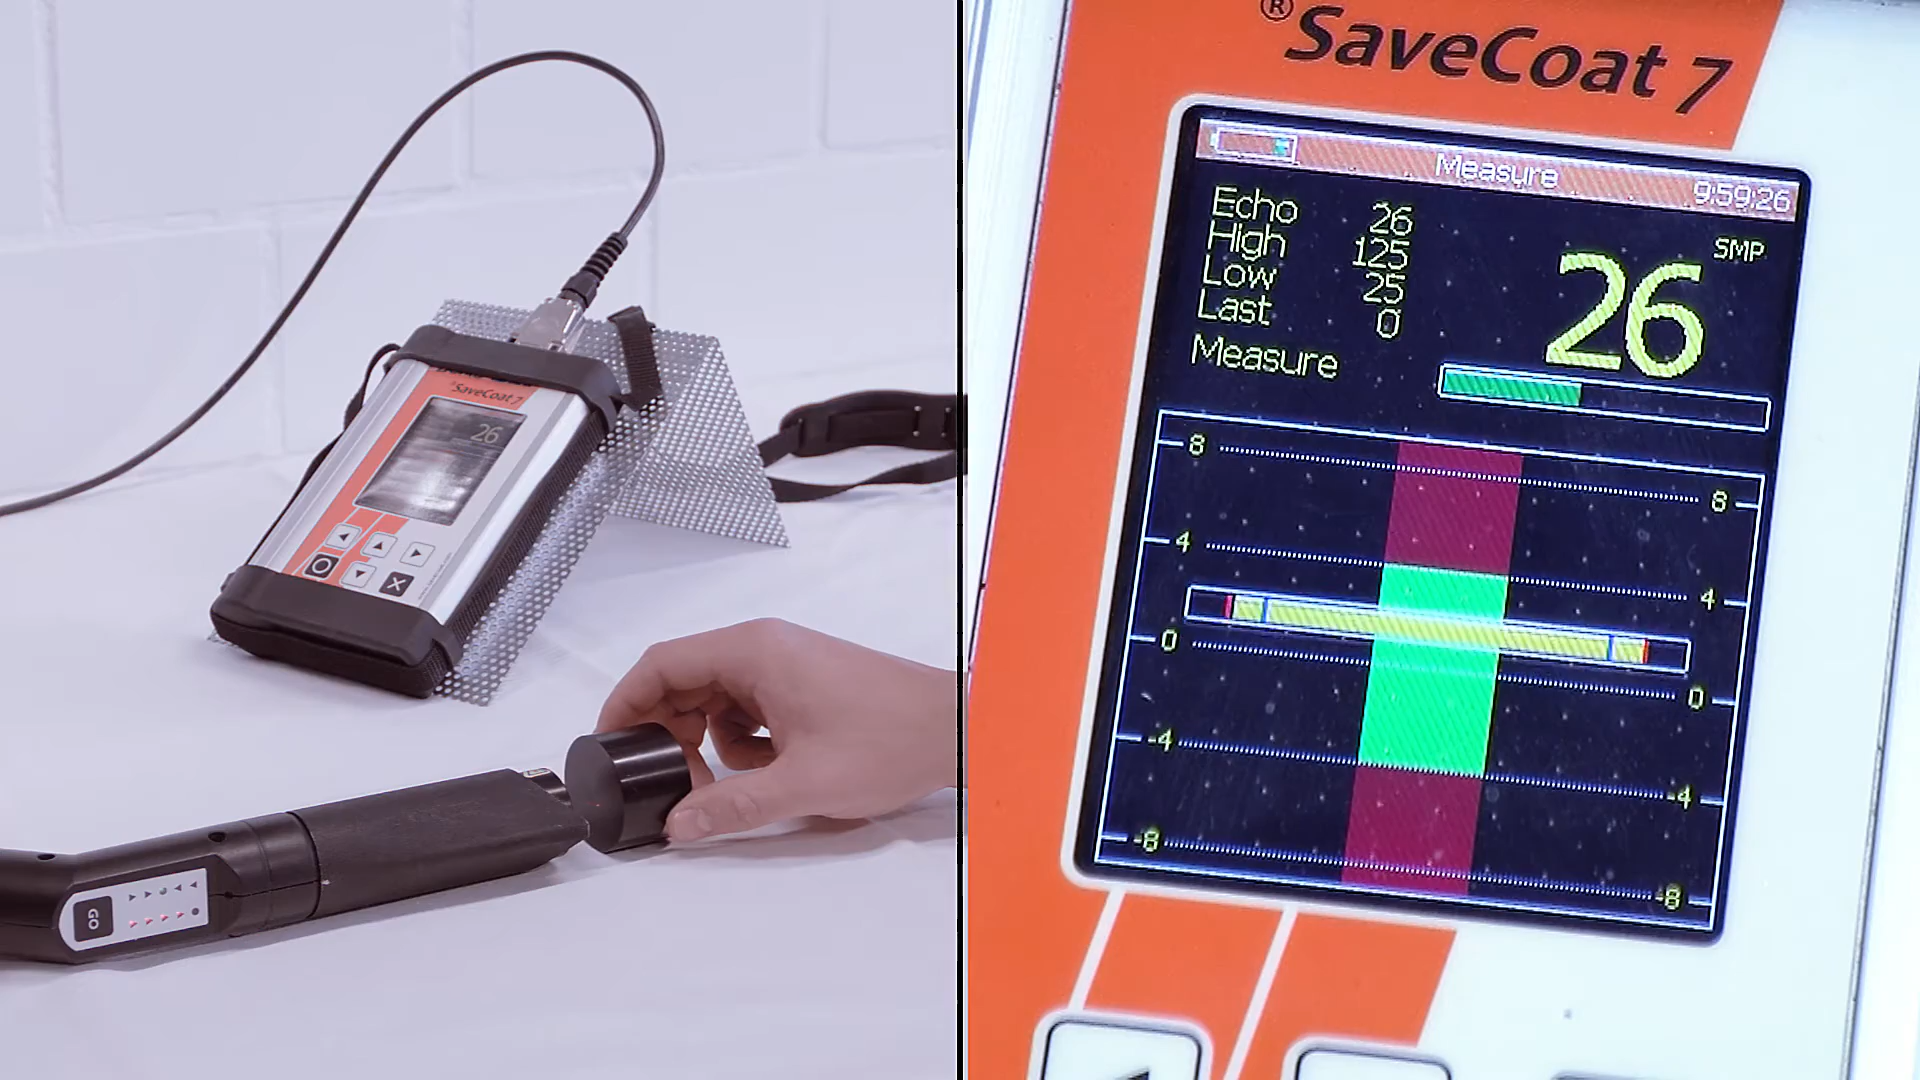 ®SaveCoat 7
26
GO
®SaveCoat 7
Measure 9:59:26
Echo 26
High 125
Low 25
Last 0
Measure
SMP
26
8 8
4 4
0 0
-4 -4
-8 -8